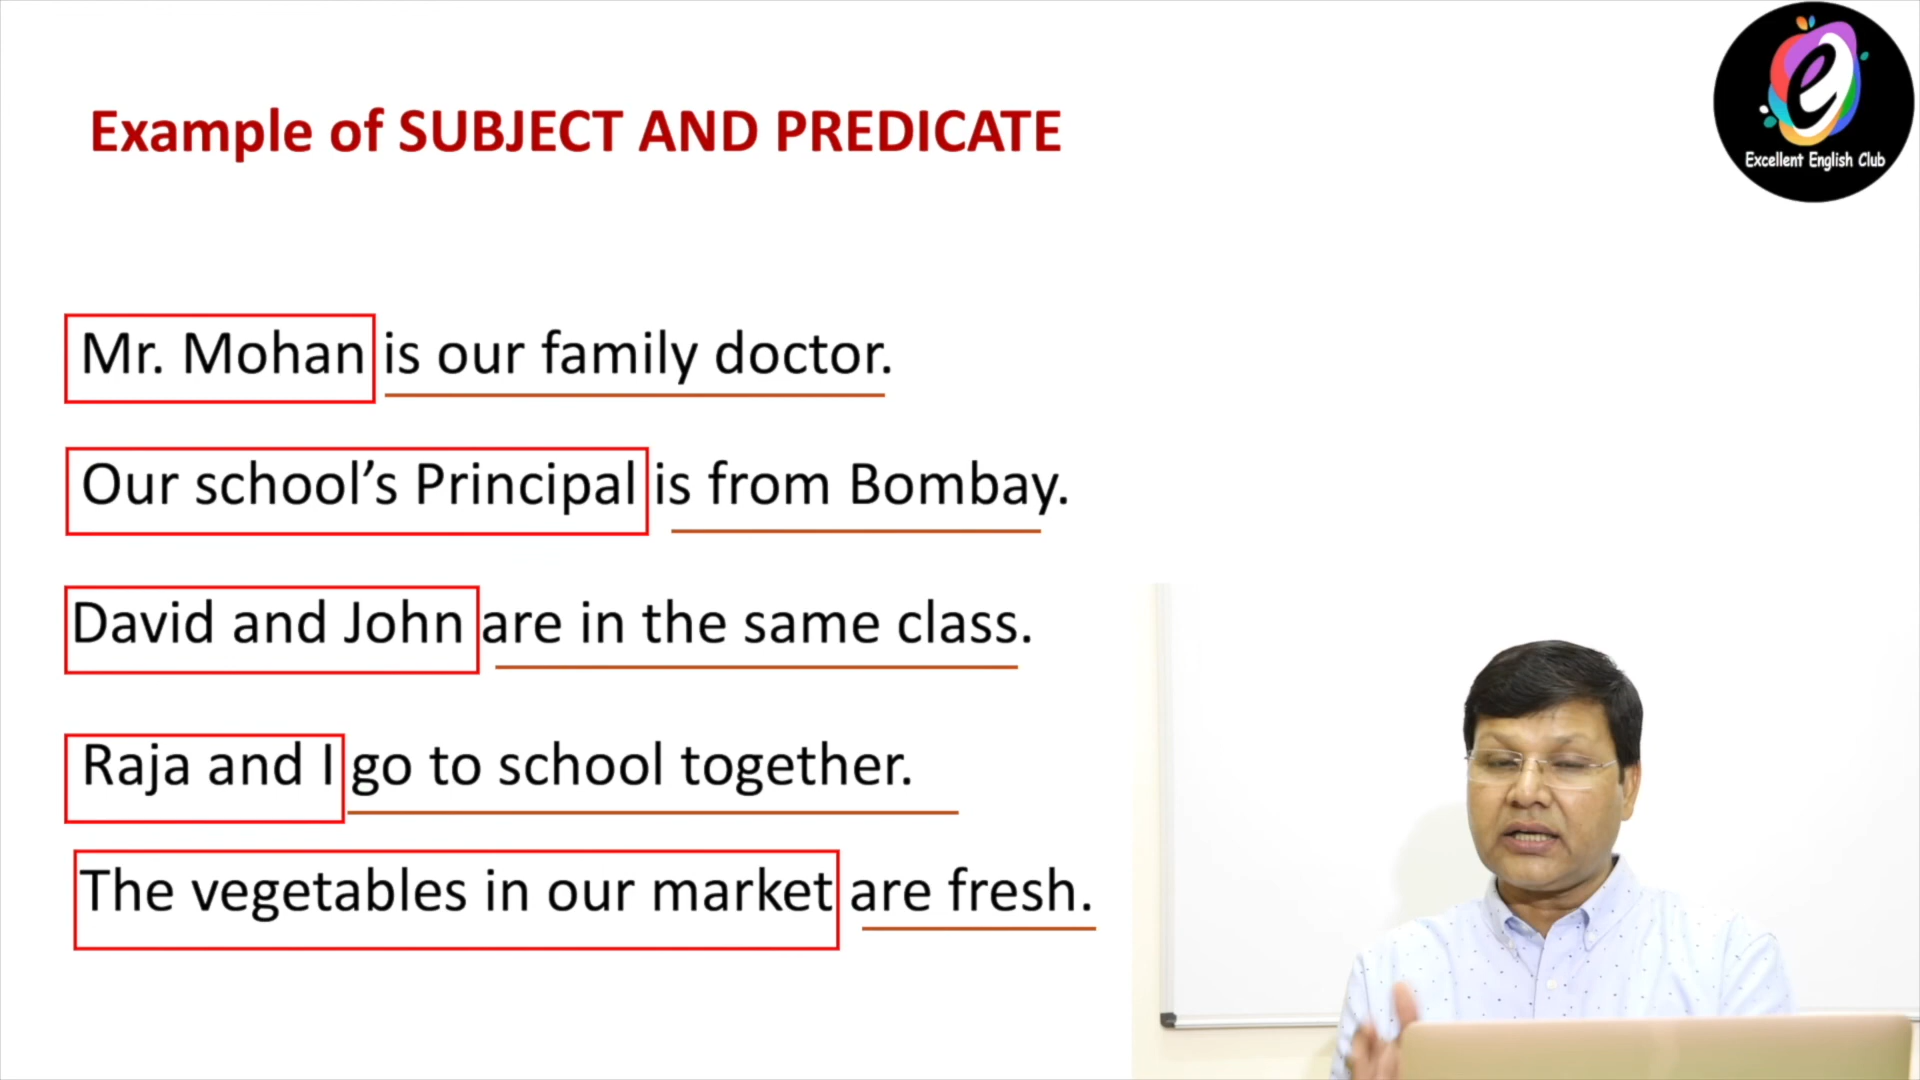 Example of SUBJECT AND PREDICATE
Excellent English Club
Mr. Mohan is our family doctor.
Our school’s Principal is from Bombay.
David and John are in the same class.
Raja and I go to school together.
The vegetables in our market are fresh.